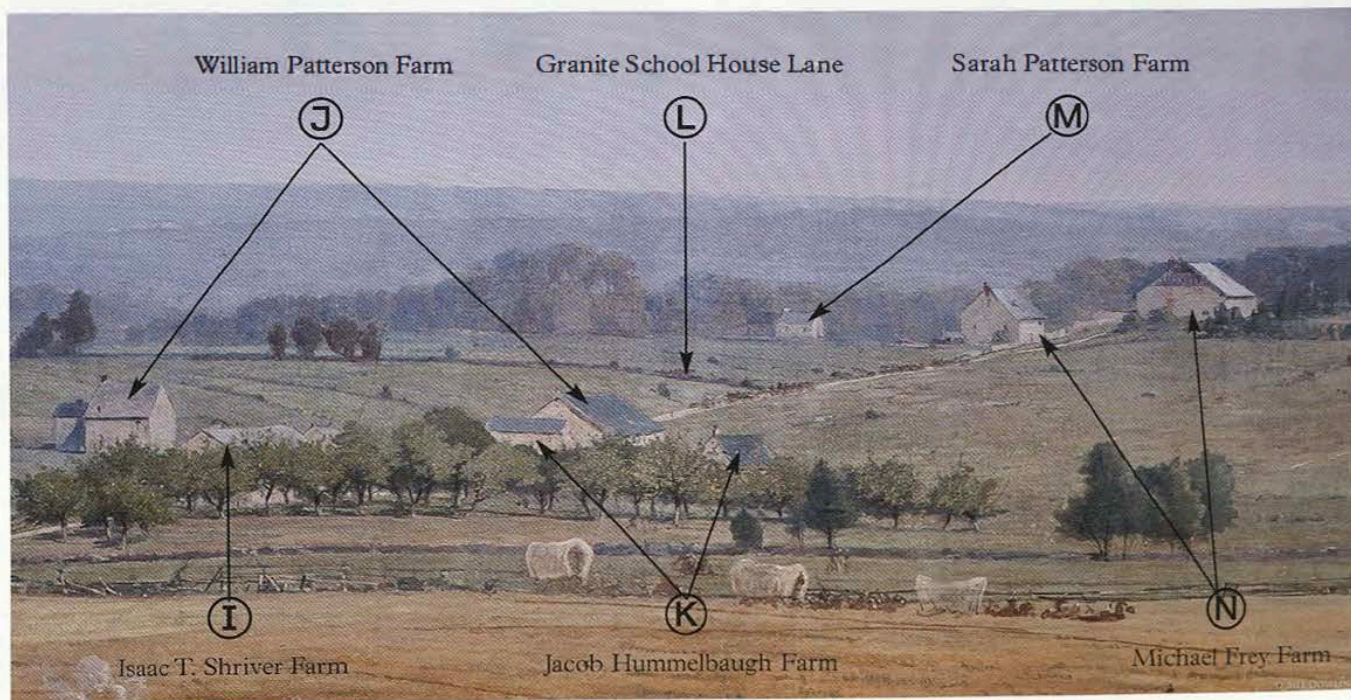 William Patterson Farm
Granite School House Lane
Sarah Patterson Farm
J
L
M
I
K
N
Isaac T. Shriver Farm
Jacob Hummelbaugh Farm
Michael Frey Farm